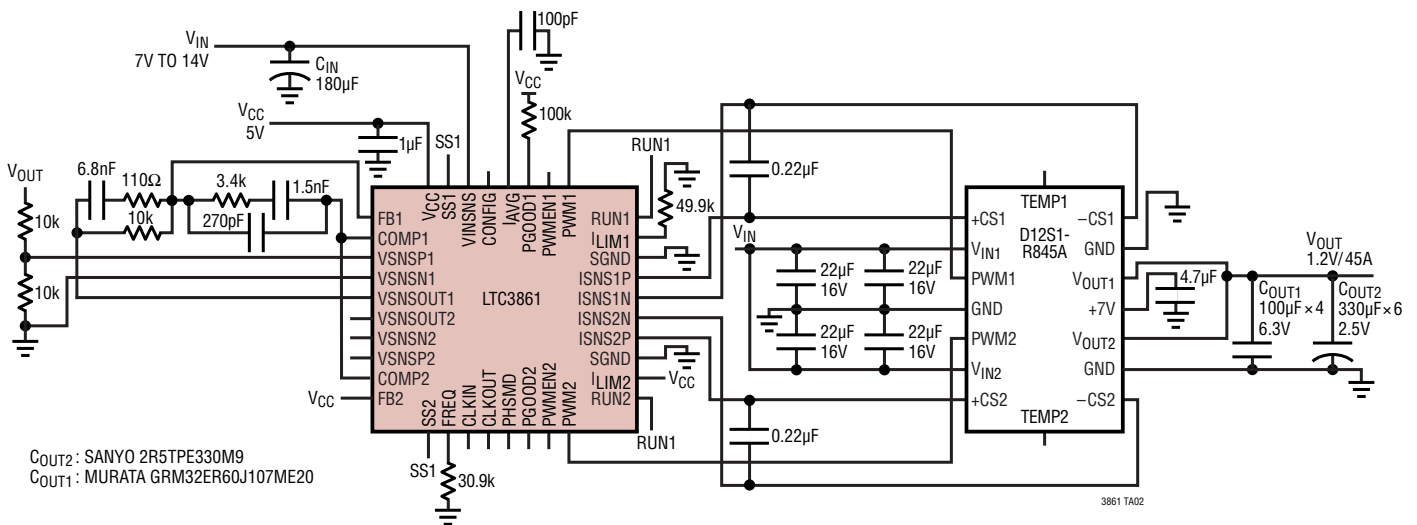 100pF
VIN
7V TO 14V
CIN
180µF
VCC
100k
VCC
5V
1µF
SS1
RUN1
0.22µF
49.9k
VOUT
6.8nF
110Ω
3.4k
1.5nF
10k
10k
270pF
10k
VCC
SS1
VINSNS
CONFIG
IAVG
PGOOD1
PWMEN1
PWM1
FB1
COMP1
VSNSP1
VSNSN1
VSNSOUT1
VSNSOUT2
VSNSN2
VSNSP2
COMP2
FB2
LTC3861
RUN1
ILIM1
SGND
ISNS1P
ISNS1N
ISNS2N
ISNS2P
SGND
ILIM2
RUN2
SS2
FREQ
CLKIN
CLKOUT
PHSMD
PGOOD2
PWMEN2
PWM2
VCC
VCC
SS1
30.9k
RUN1
VIN
22µF
16V
22µF
16V
22µF
16V
22µF
16V
0.22µF
TEMP1
D12S1-
R845A
+CS1
VIN1
PWM1
GND
PWM2
VIN2
+CS2
–CS1
GND
VOUT1
+7V
VOUT2
GND
–CS2
TEMP2
4.7µF
VOUT
1.2V/45A
COUT1
100µF×4
6.3V
COUT2
330µF×6
2.5V
COUT2: SANYO 2R5TPE330M9
COUT1: MURATA GRM32ER60J107ME20
3861 TA02